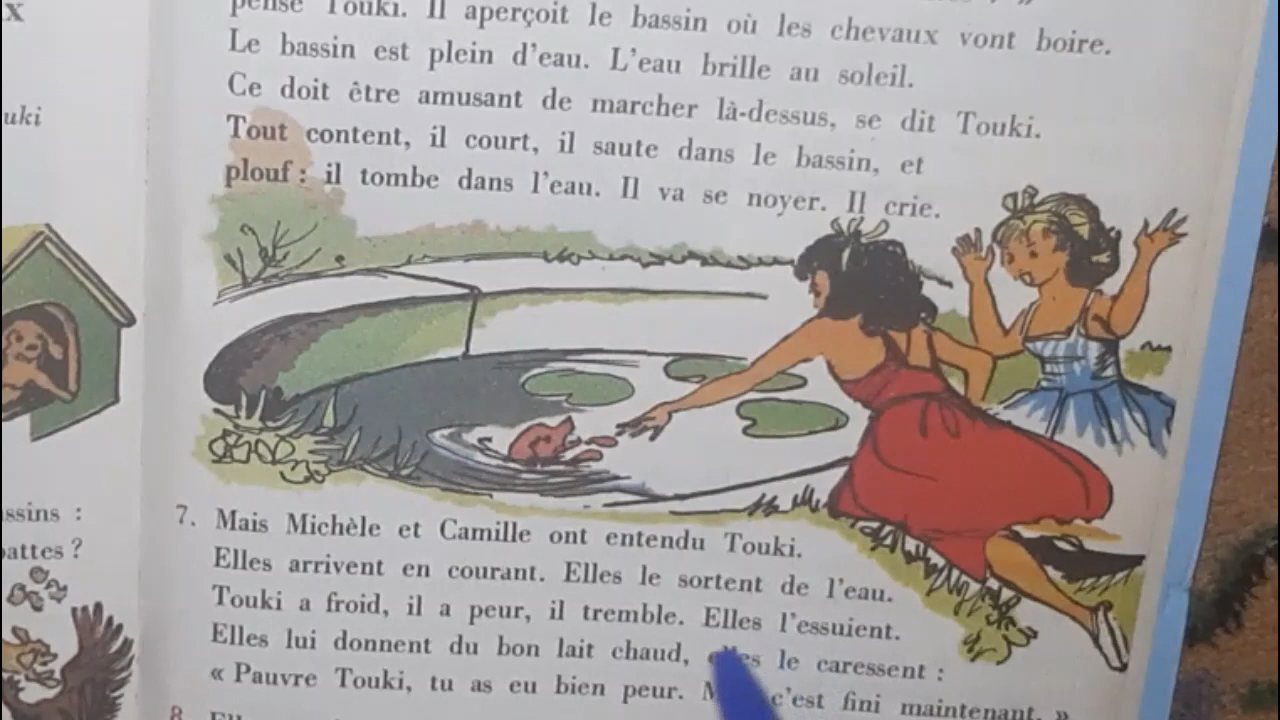 x
uki
ssins :
attes ?
pense Touki. Il aperçoit le bassin où les chevaux vont boire.
Le bassin est plein d'eau. L'eau brille au soleil.
Ce doit être amusant de marcher là-dessus, se dit Touki.
Tout content, il court, il saute dans le bassin, et
plouf : il tombe dans l'eau. Il va se noyer. Il crie.
7. Mais Michèle et Camille ont entendu Touki.
Elles arrivent en courant. Elles le sortent de l'eau.
Touki a froid, il a peur, il tremble. Elles l'essuient.
Elles lui donnent du bon lait chaud, elles le caressent :
« Pauvre Touki, tu as eu bien peur. c'est fini maintenant. »
8